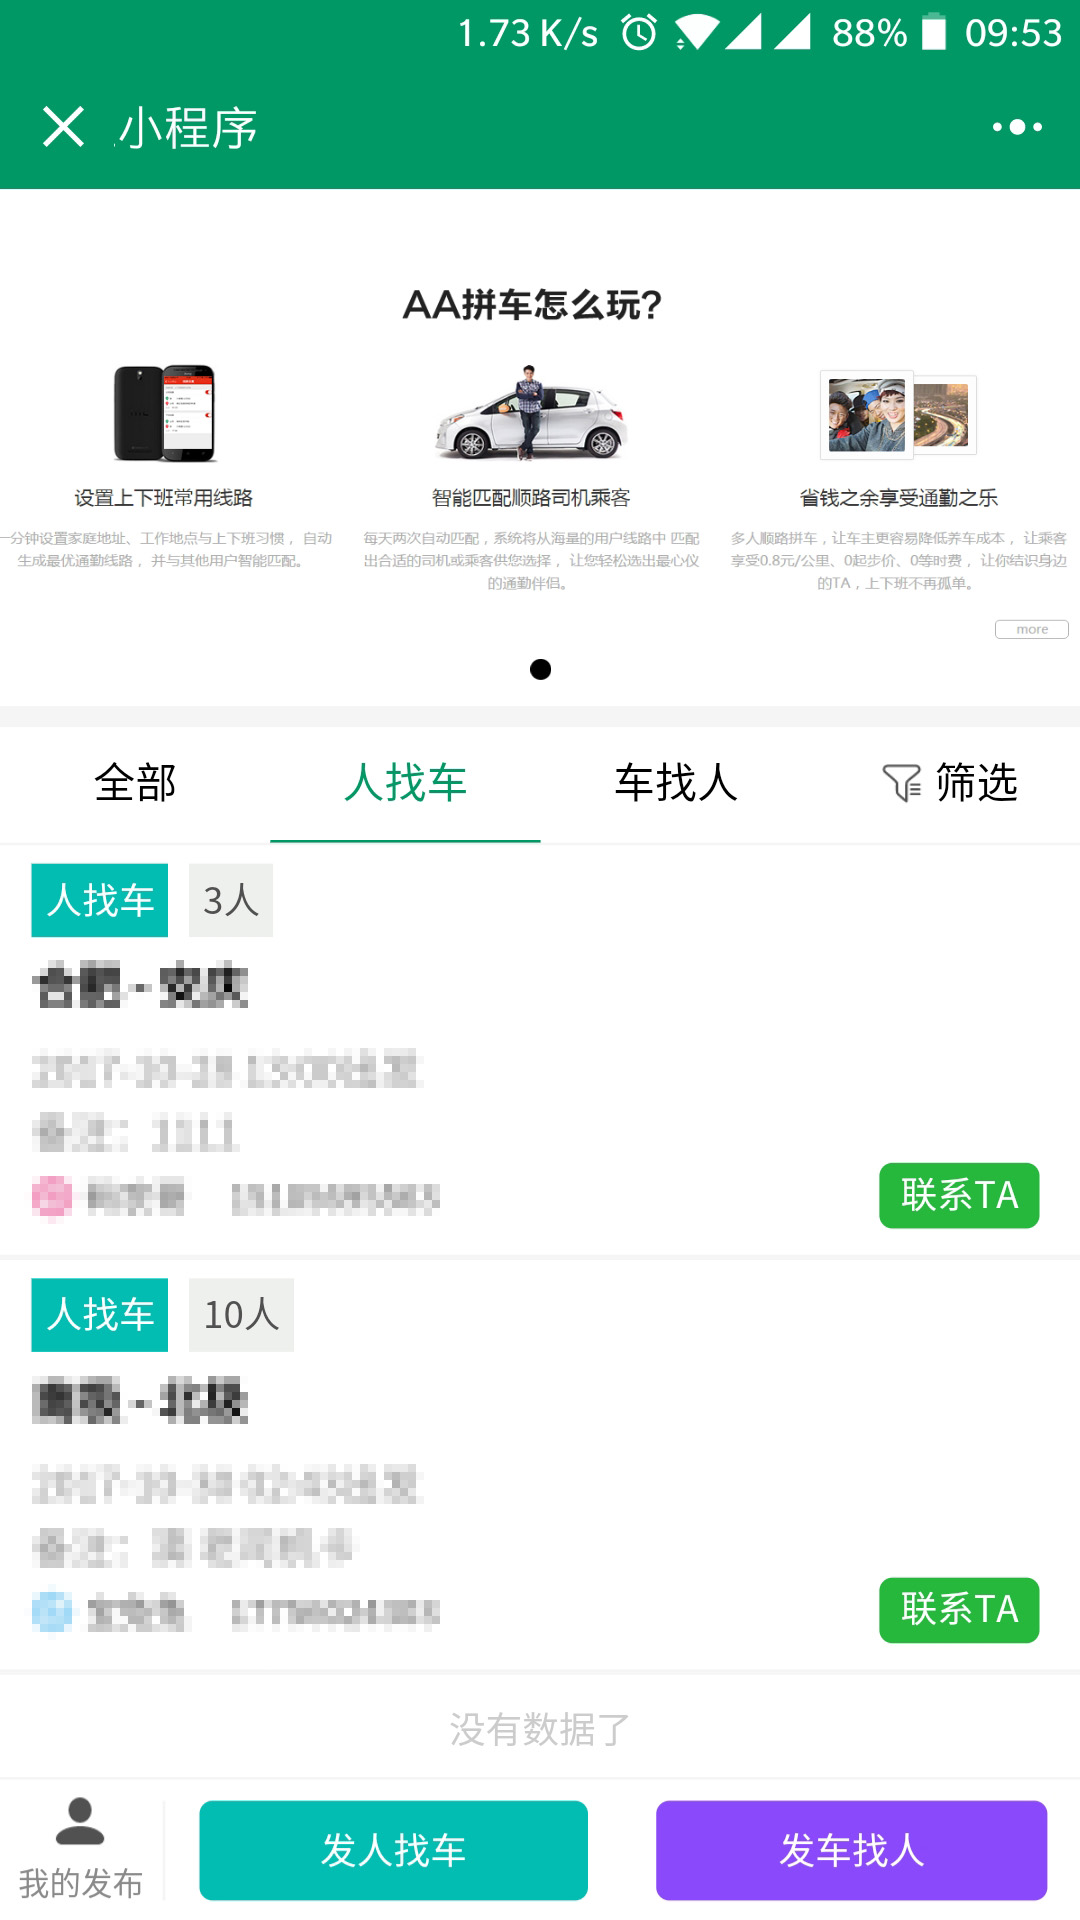 1.73 K/s 88% 09:53
小程序
AA拼车怎么玩?
设置上下班常用线路
一分钟设置家庭地址、工作地点与上下班习惯，自动
生成最优通勤线路，并与其他用户智能匹配。
智能匹配顺路司机乘客
每天两次自动匹配，系统将从海量的用户线路中 匹配
出合适的司机或乘客供您选择，让您轻松选出最心仪
的通勤伴侣。
省钱之余享受通勤之乐
多人顺路拼车，让车主更容易降低养车成本，让乘客
享受0.8元/公里、0起步价、0等时费，让你结识身边
的TA，上下班不再孤单。
more
全部 人找车 车找人 筛选
人找车 3人
联系TA
人找车 10人
联系TA
没有数据了
我的发布 发人找车 发车找人